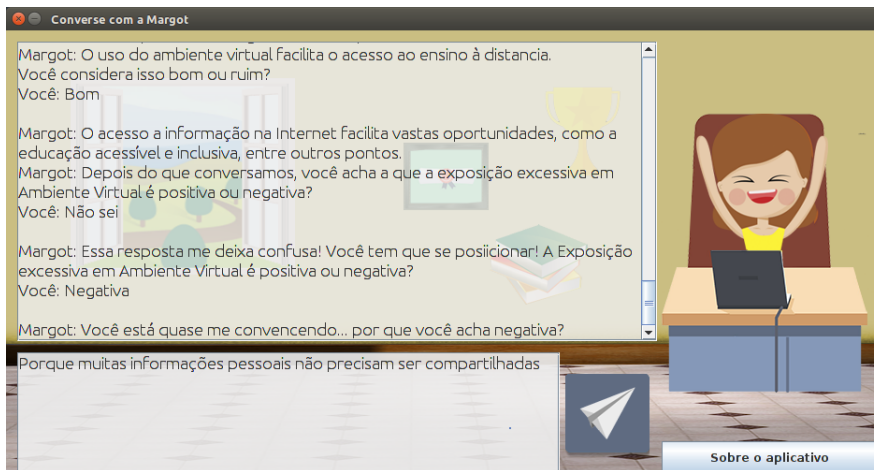 Converse com a Margot
Margot: O uso do ambiente virtual facilita o acesso ao ensino à distancia.
Você considera isso bom ou ruim?
Você: Bom
Margot: O acesso a informação na Internet facilita vastas oportunidades, como a
educação acessível e inclusiva, entre outros pontos.
Margot: Depois do que conversamos, você acha a que a exposição excessiva em
Ambiente Virtual é positiva ou negativa?
Você: Não sei
Margot: Essa resposta me deixa confusa! Você tem que se posiicionar! A Exposição
excessiva em Ambiente Virtual é positiva ou negativa?
Você: Negativa
Margot: Você está quase me convencendo... por que você acha negativa?
Porque muitas informações pessoais não precisam ser compartilhadas
Sobre o aplicativo